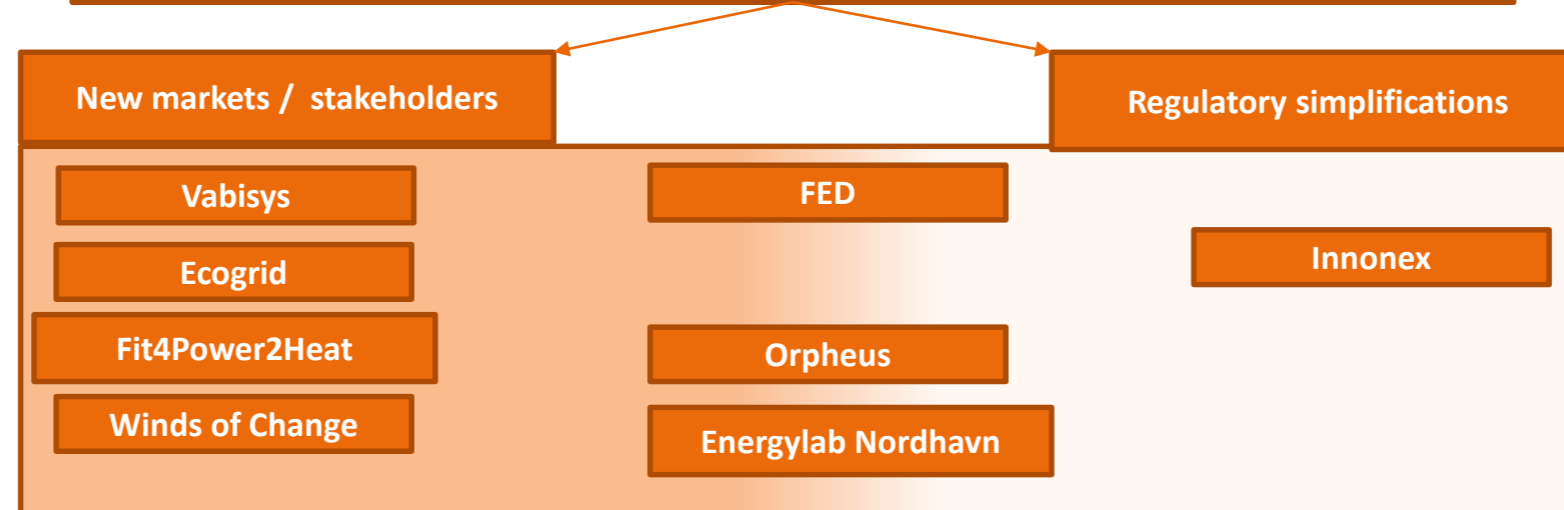 New markets / stakeholders
Regulatory simplifications
Vabisys
FED
Ecogrid
Innonex
Fit4Power2Heat
Orpheus
Winds of Change
Energylab Nordhavn